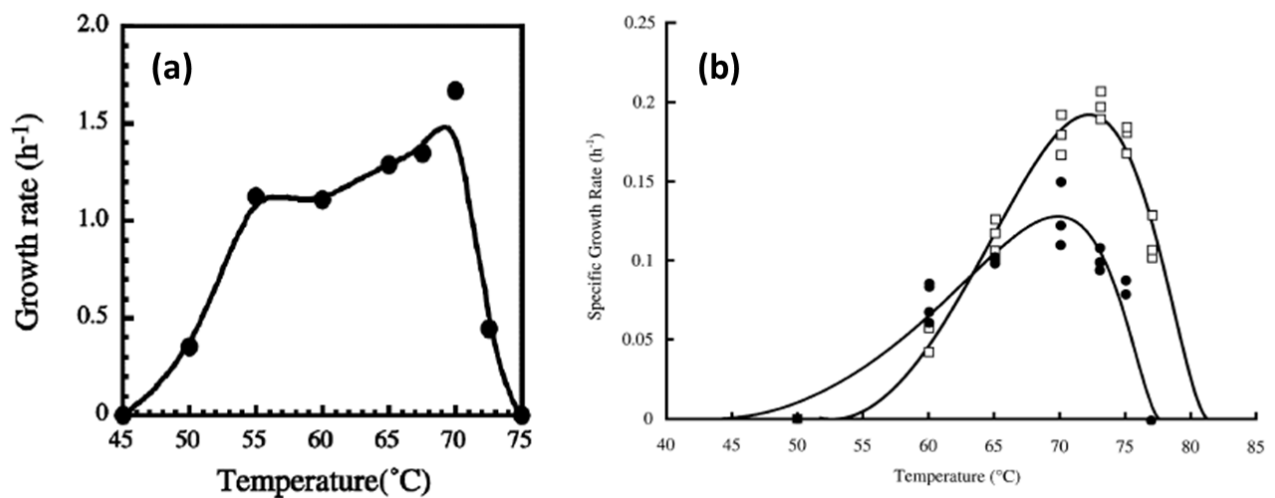 (a)
Growth rate (h-1)
2.0
1.5
1.0
0.5
0
45 50 55 60 65 70 75
Temperature(˚C)
(b)
Specific Growth Rate (h-1)
0.25
0.2
0.15
0.1
0.05
0
40 45 50 55 60 65 70 75 80 85
Temperature (°C)